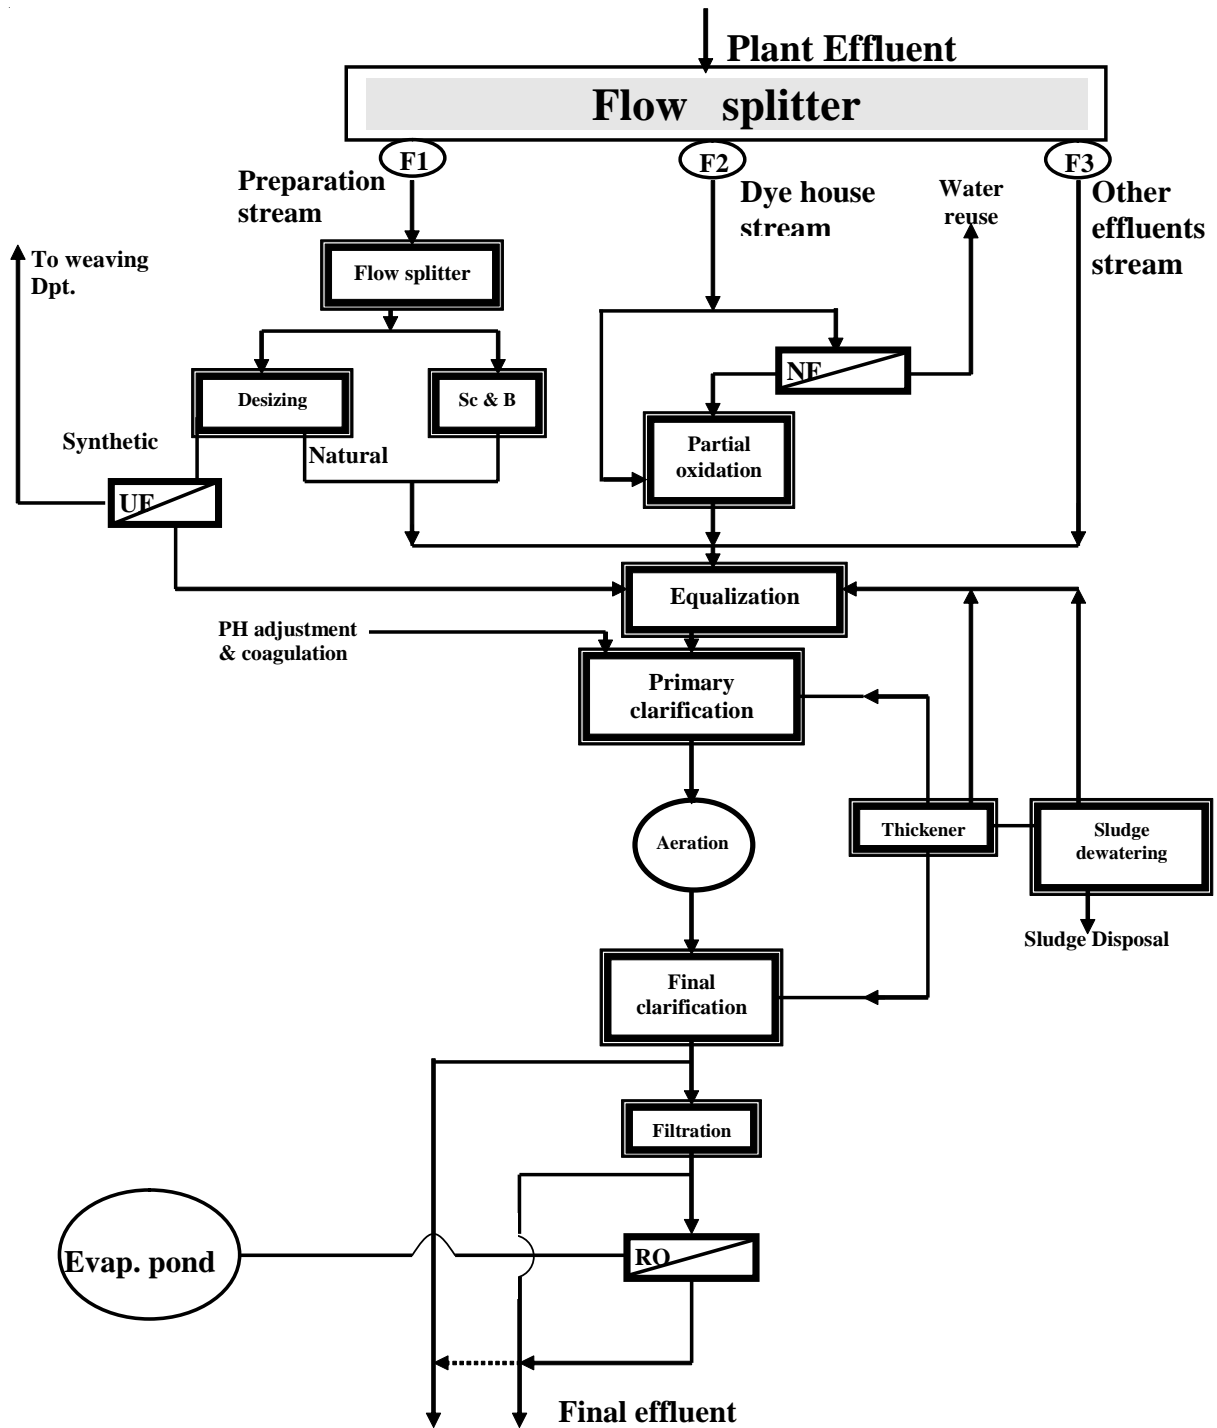 Plant Effluent
Flow splitter
F1
F2
F3
Preparation
stream
Dye house
stream
Water
reuse
Other
effluents
stream
To weaving
Dpt.
Flow splitter
NF
Desizing
Sc & B
Synthetic
Natural
Partial
oxidation
UF
Equalization
PH adjustment
& coagulation
Primary
clarification
Aeration
Thickener
Sludge
dewatering
Sludge Disposal
Final
clarification
Filtration
Evap. pond
RO
Final effluent